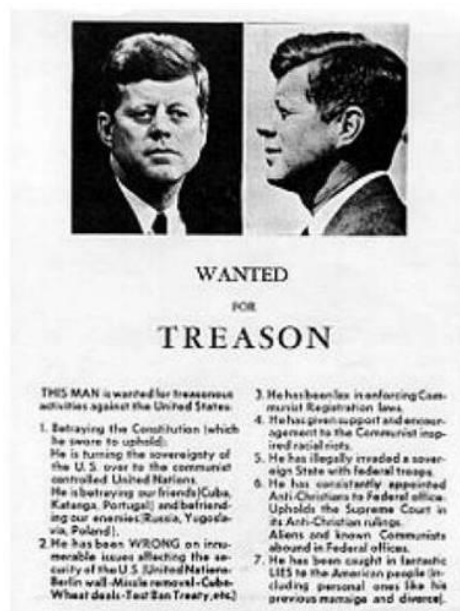 WANTED
FOR
TREASON
THIS MAN is wanted for treasonous
activities against the United States:
1. Betraying the Constitution (which
he swore to uphold):
He is turning the sovereignty of
the U.S. over to the communist
controlled United Nations.
He is betraying our friends (Cuba,
Katanga, Portugal) and befriend-
ing our enemies (Russia, Yugosla-
via, Poland).
2. He has been WRONG on innu-
merable issues affecting the se-
curity of the U.S. (United Nations-
Berlin wall-Missle removal-Cuba-
Wheat deals-Test Ban Treaty, etc.)
3. He has been lax in enforcing Com-
munist Registration laws.
4. He has given support and encour-
agement to the Communist insp-
ired racial riots.
5. He has illegally invaded a sover-
eign State with federal troops.
6. He has consistently appointed
Anti-Christians to Federal office:
Upholds the Supreme Court in
its Anti-Christian rulings.
Aliens and known Communists
abound in Federal offices.
7. He has been caught in fantastic
LIES to the American people (in-
cluding personal ones like his
previous marraige and divorce).